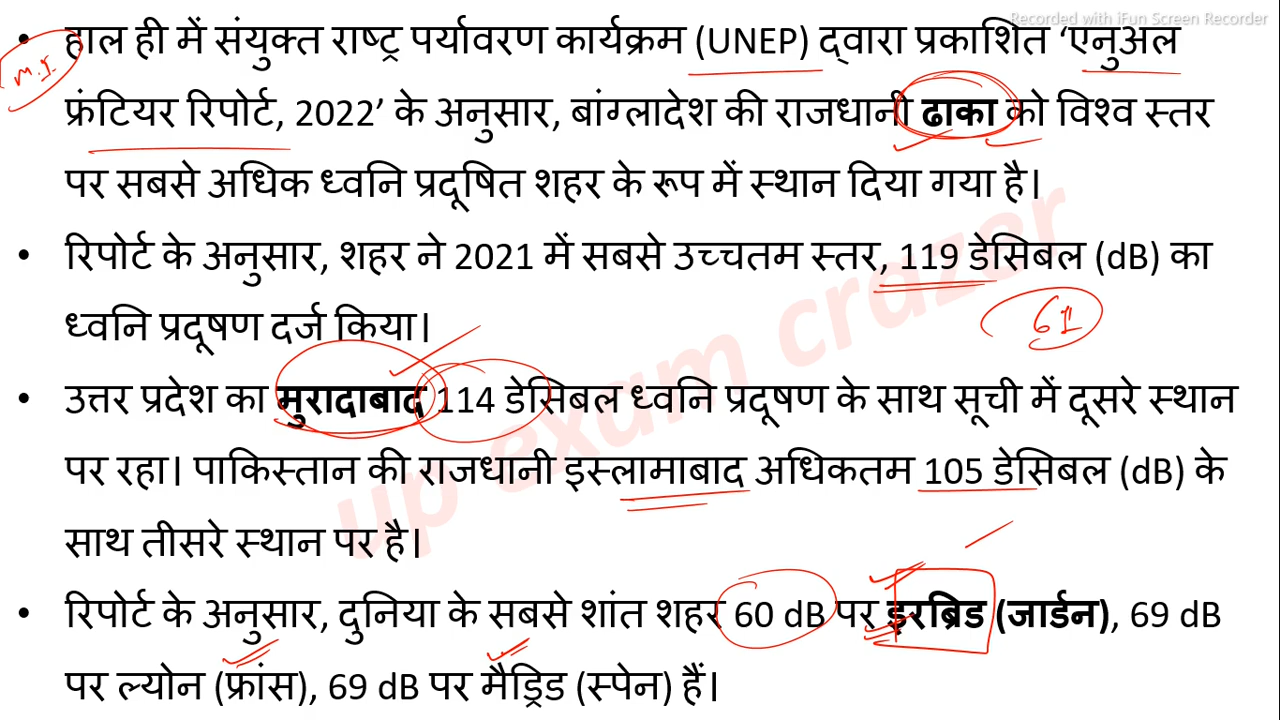 Recorded with iFun Screen Recorder
• हाल ही में संयुक्त राष्ट्र पर्यावरण कार्यक्रम (UNEP) द्वारा प्रकाशित ‘एनुअल
M.I
फ्रंटियर रिपोर्ट, 2022’ के अनुसार, बांग्लादेश की राजधानी ढाका को विश्व स्तर
पर सबसे अधिक ध्वनि प्रदूषित शहर के रूप में स्थान दिया गया है।
• रिपोर्ट के अनुसार, शहर ने 2021 में सबसे उच्चतम स्तर, 119 डेसिबल (dB) का
ध्वनि प्रदूषण दर्ज किया।
61
• उत्तर प्रदेश का मुरादाबाद 114 डेसिबल ध्वनि प्रदूषण के साथ सूची में दूसरे स्थान
पर रहा। पाकिस्तान की राजधानी इस्लामाबाद अधिकतम 105 डेसिबल (dB) के
साथ तीसरे स्थान पर है।
• रिपोर्ट के अनुसार, दुनिया के सबसे शांत शहर 60 dB पर इरब्रिड (जार्डन), 69 dB
पर ल्योन (फ्रांस), 69 dB पर मैड्रिड (स्पेन) हैं।
up exam crazer